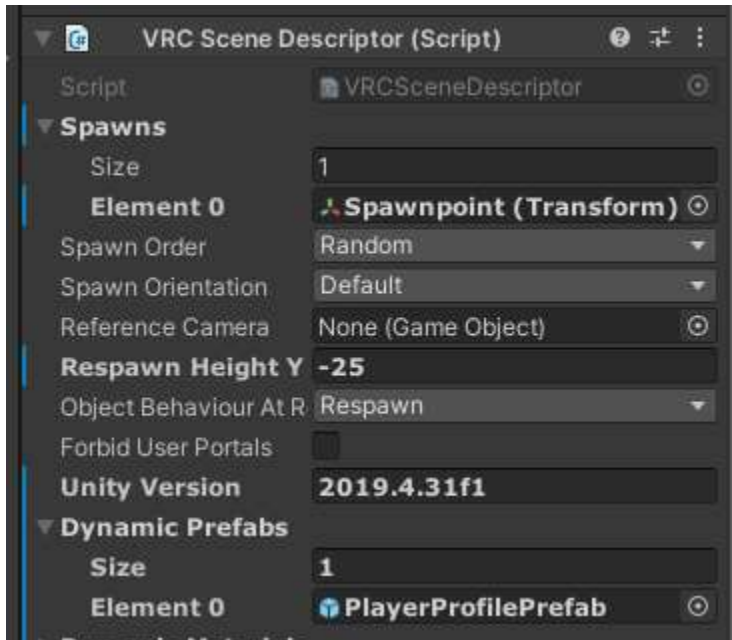 VRC Scene Descriptor (Script)
Script VRCSceneDescriptor
Spawns
Size 1
Element 0 Spawnpoint (Transform)
Spawn Order Random
Spawn Orientation Default
Reference Camera None (Game Object)
Respawn Height Y -25
Object Behaviour At R Respawn
Forbid User Portals
Unity Version 2019.4.31f1
Dynamic Prefabs
Size 1
Element 0 PlayerProfilePrefab